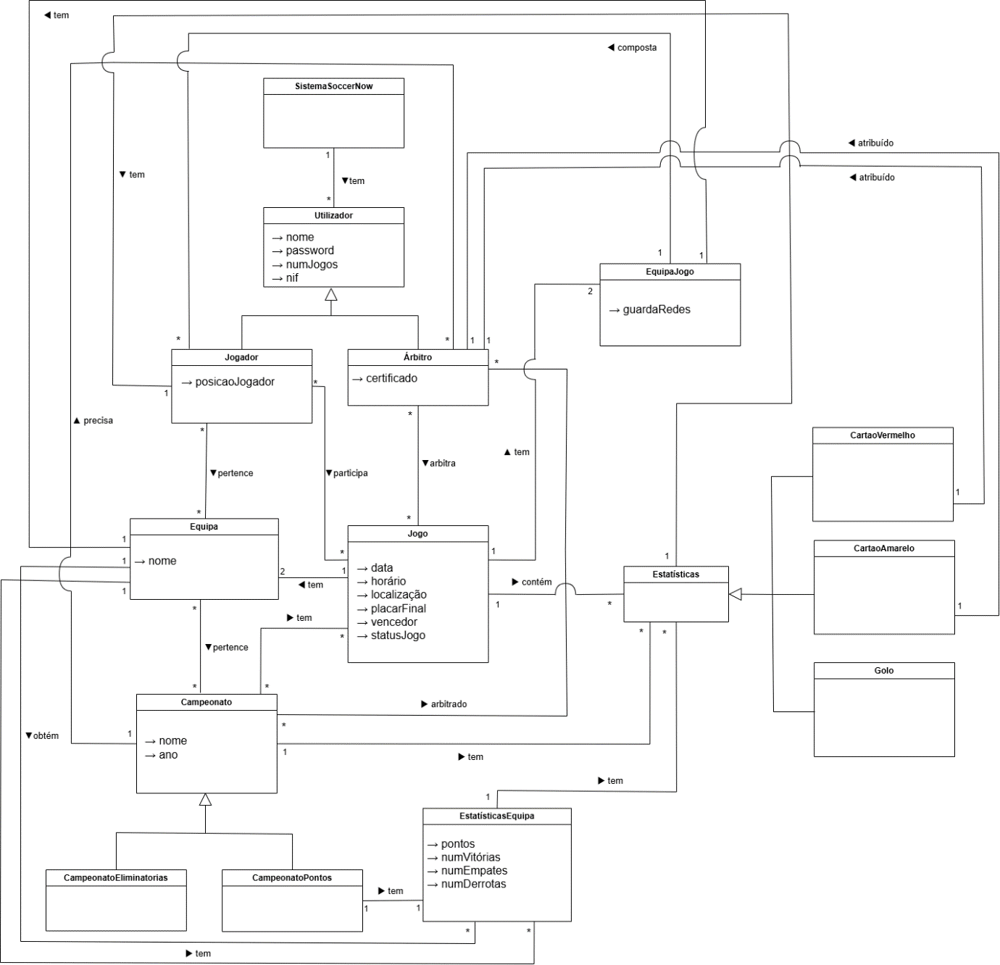 ◀ tem
◀ composta
SistemaSoccerNow
◀ atribuído
1
▼ tem
◀ atribuído
▼tem
*
Utilizador
→ nome
→ password
→ numJogos
→ nif
1
1
EquipaJogo
2
→ guardaRedes
*
*
1
1
Jogador
Árbitro
*
→ posicaoJogador
→ certificado
*
1
▲ precisa
*
*
CartaoVermelho
▲ tem
▼arbitra
▼pertence
▼participa
1
*
*
Equipa
Jogo
1
1
→ nome
1
*
1
2
1
◀ tem
→ data
→ horário
→ localização
→ placarFinal
→ vencedor
→ statusJogo
1
▶ contém
1
*
1
Estatísticas
CartaoAmarelo
1
*
▶ tem
*
*
*
▼pertence
*
*
Golo
Campeonato
▶ arbitrado
*
1
▼obtém
→ nome
→ ano
1
▶ tem
▶ tem
1
EstatísticasEquipa
→ pontos
→ numVitórias
→ numEmpates
→ numDerrotas
CampeonatoEliminatorias
CampeonatoPontos
▶ tem
1
1
*
*
▶ tem